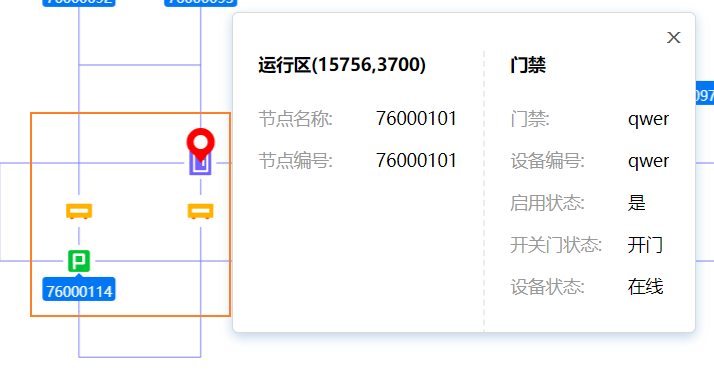 运行区(15756,3700)
节点名称: 76000101
节点编号: 76000101
门禁
门禁: qwer
设备编号: qwer
启用状态: 是
开关门状态: 开门
设备状态: 在线
P
76000114